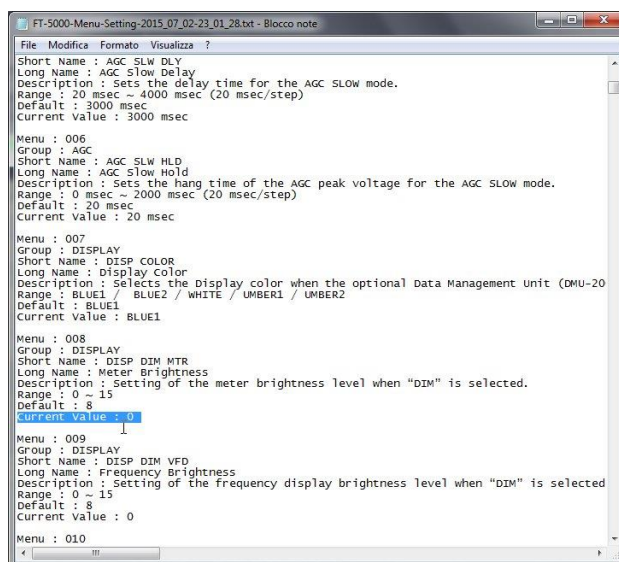 FT-5000-Menu-Setting-2015_07_02-23_01_28.txt - Blocco note
File Modifica Formato Visualizza ?
Short Name : AGC SLW DLY
Long Name : AGC Slow Delay
Description : Sets the delay time for the AGC SLOW mode.
Range : 20 msec ~ 4000 msec (20 msec/step)
Default : 3000 msec
Current Value : 3000 msec
Menu : 006
Group : AGC
Short Name : AGC SLW HLD
Long Name : AGC Slow Hold
Description : Sets the hang time of the AGC peak voltage for the AGC SLOW mode.
Range : 0 msec ~ 2000 msec (20 msec/step)
Default : 20 msec
Current Value : 20 msec
Menu : 007
Group : DISPLAY
Short Name : DISP COLOR
Long Name : Display Color
Description : Selects the Display color when the optional Data Management Unit (DMU-20
Range : BLUE1 / BLUE2 / WHITE / UMBER1 / UMBER2
Default : BLUE1
Current Value : BLUE1
Menu : 008
Group : DISPLAY
Short Name : DISP DIM MTR
Long Name : Meter Brightness
Description : Setting of the meter brightness level when “DIM” is selected.
Range : 0 ~ 15
Default : 8
Current Value : 0
Menu : 009
Group : DISPLAY
Short Name : DISP DIM VFD
Long Name : Frequency Brightness
Description : Setting of the frequency display brightness level when “DIM” is selected
Range : 0 ~ 15
Default : 8
Current Value : 0
Menu : 010